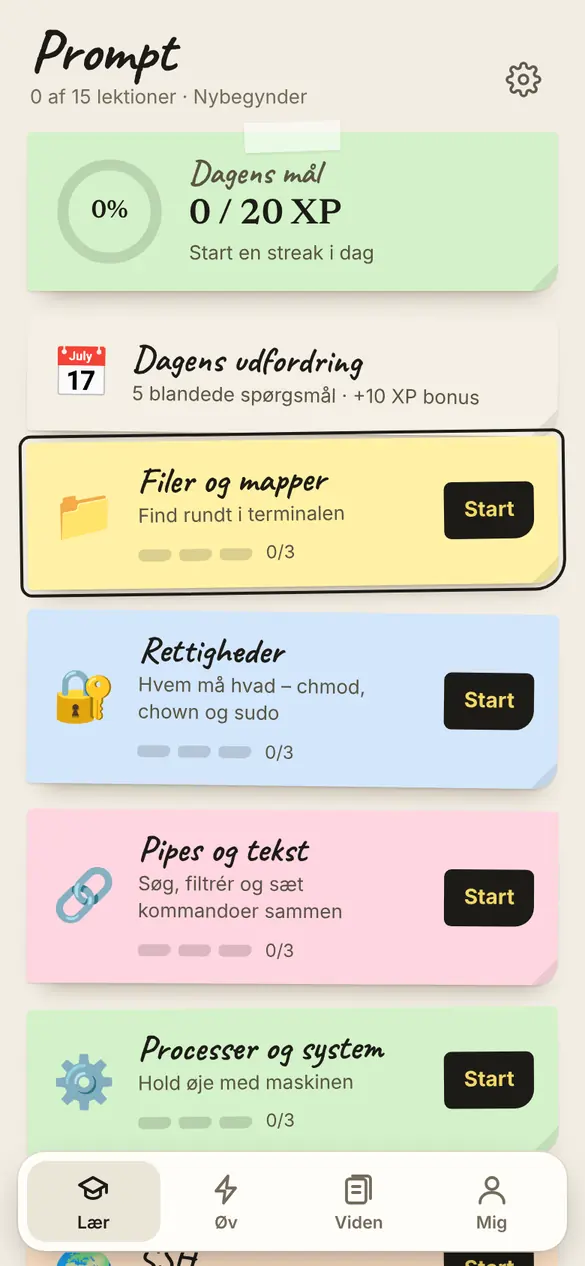 Prompt
0 af 15 lektioner · Nybegynder
Dagens mål
0%
0 / 20 XP
Start en streak i dag
July
17
Dagens udfordring
5 blandede spørgsmål · +10 XP bonus
Filer og mapper
Find rundt i terminalen
0/3
Start
Rettigheder
Hvem må hvad – chmod,
chown og sudo
0/3
Start
Pipes og tekst
Søg, filtrér og sæt
kommandoer sammen
0/3
Start
Processer og system
Hold øje med maskinen
0/3
Start
Lær
Øv
Viden
Mig
SSH
Start